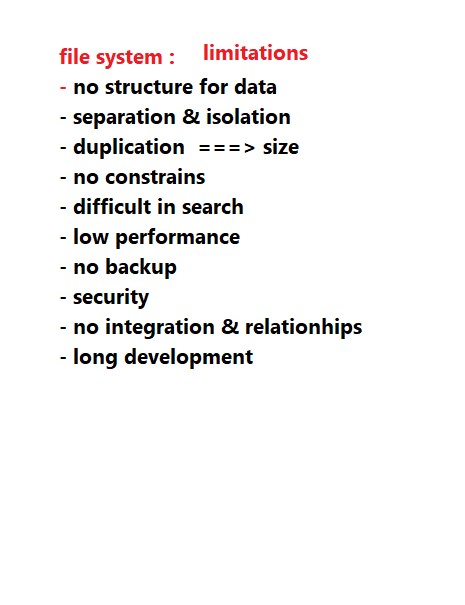 file system : limitations
- no structure for data
- separation & isolation
- duplication ===> size
- no constrains
- difficult in search
- low performance
- no backup
- security
- no integration & relationhips
- long development